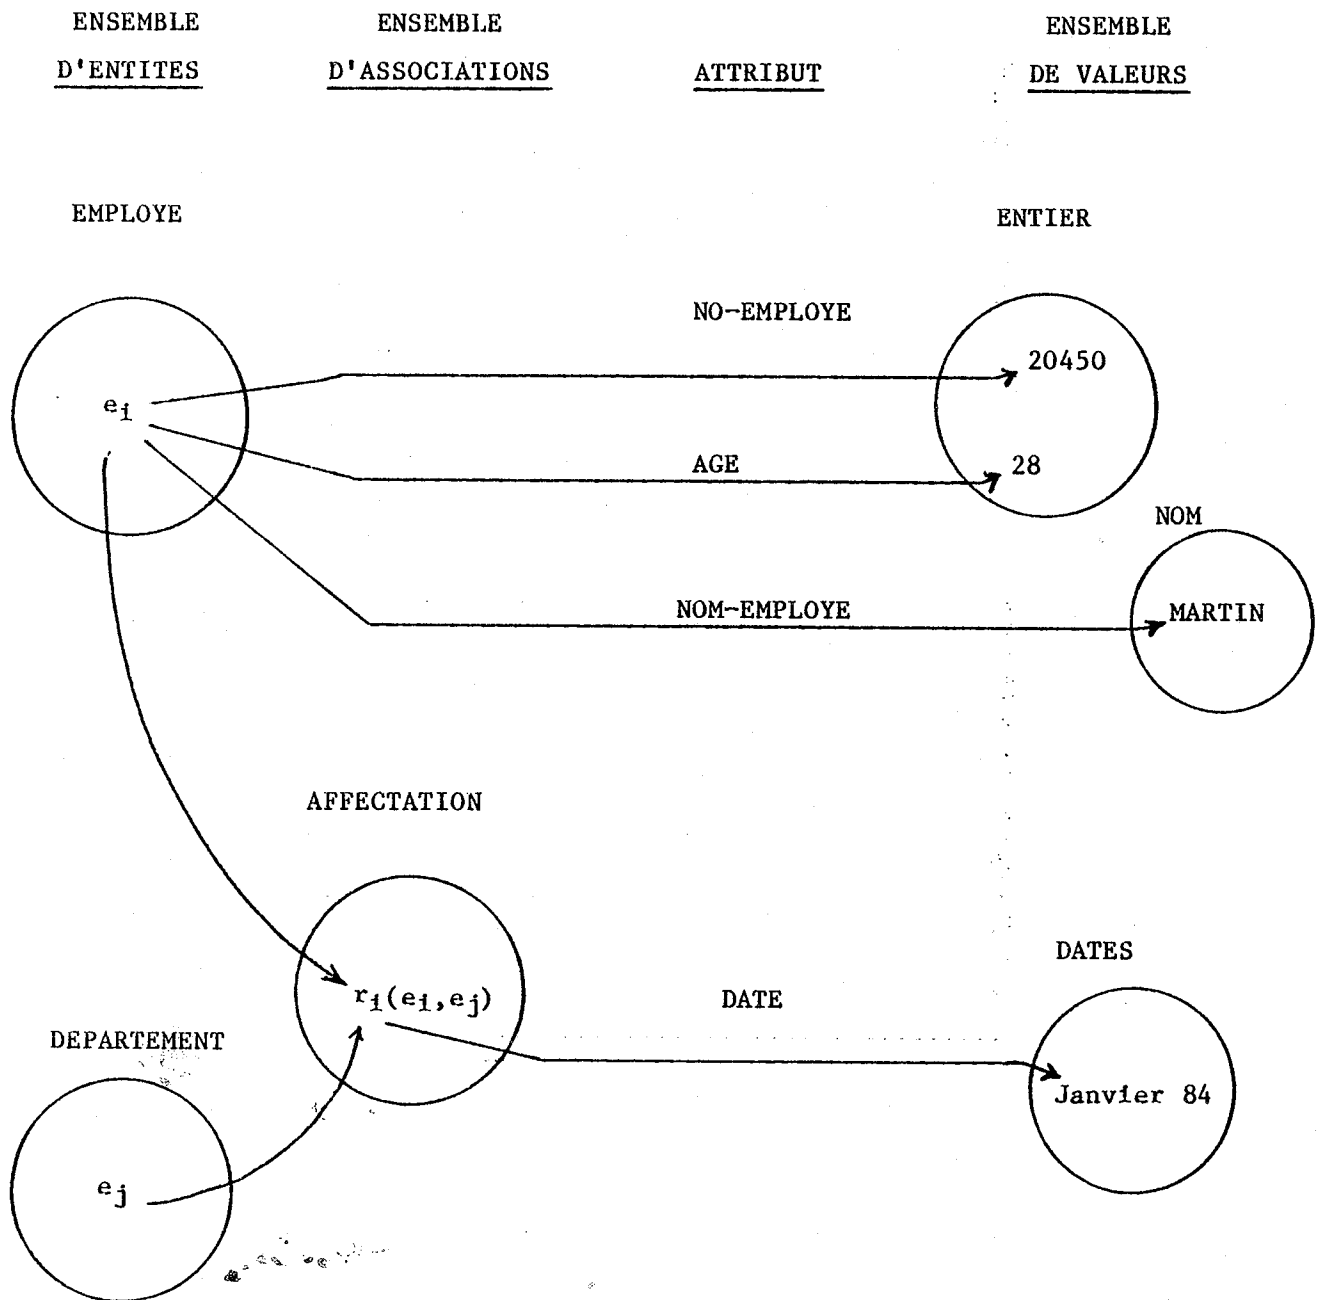 ENSEMBLE ENSEMBLE ENSEMBLE
D'ENTITES D'ASSOCIATIONS ATTRIBUT DE VALEURS
EMPLOYE ENTIER
NO-EMPLOYE
20450
ei
AGE 28
NOM
NOM-EMPLOYE MARTIN
AFFECTATION
DATES
ri(ei,ej) DATE
DEPARTEMENT
Janvier 84
ej